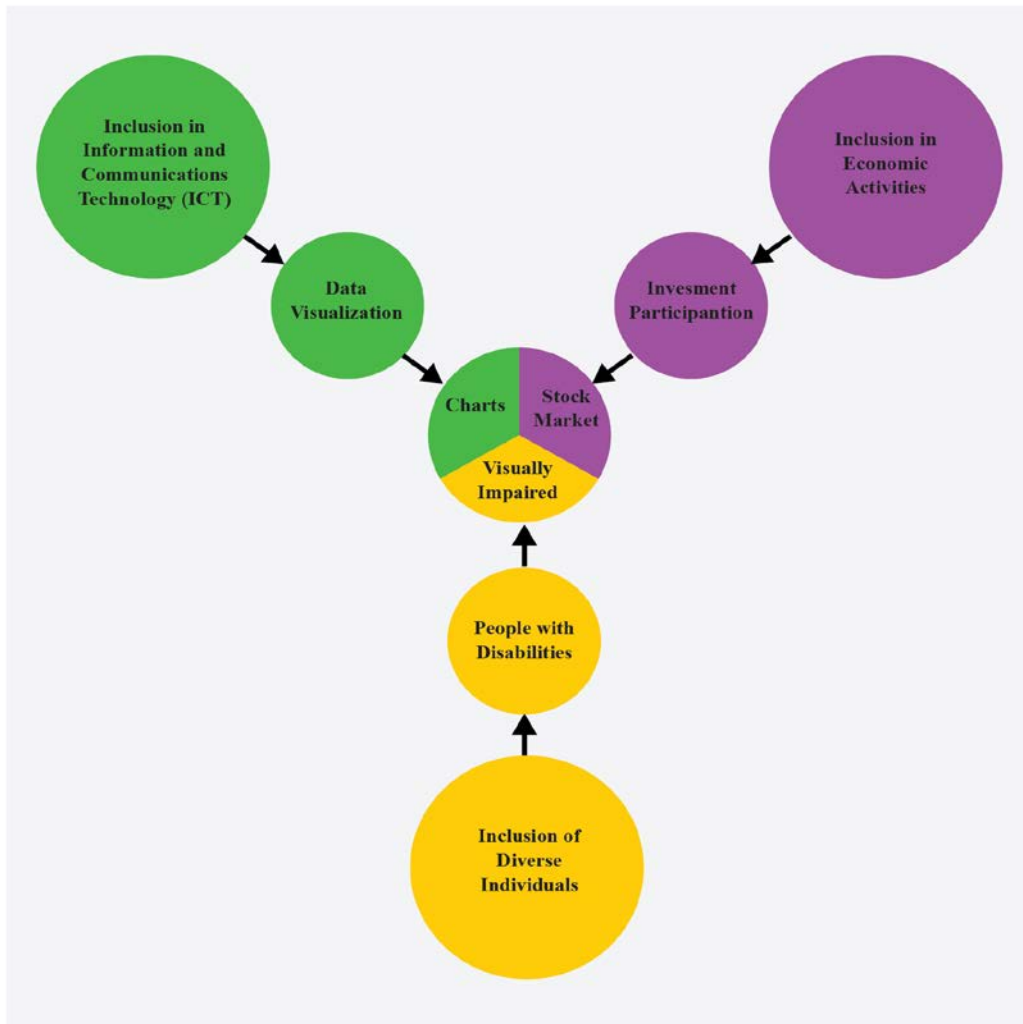 Inclusion in
Information and
Communications
Technology (ICT)
Inclusion in
Economic
Activities
Data
Visualization
Invesment
Participantion
Charts
Stock
Market
Visually
Impaired
People with
Disabilities
Inclusion of
Diverse
Individuals